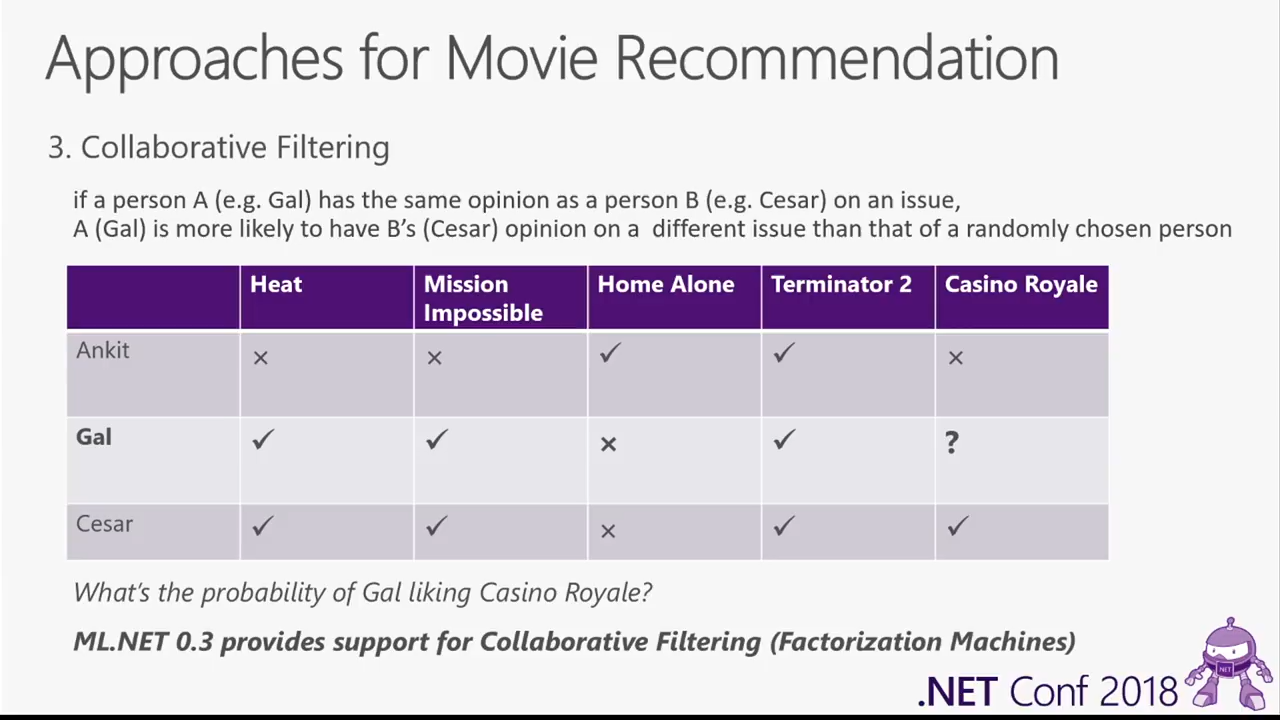 Approaches for Movie Recommendation
3. Collaborative Filtering
if a person A (e.g. Gal) has the same opinion as a person B (e.g. Cesar) on an issue,
A (Gal) is more likely to have B's (Cesar) opinion on a different issue than that of a randomly chosen person
Heat Mission Impossible Home Alone Terminator 2 Casino Royale
Ankit × × ✓ ✓ ×
Gal ✓ ✓ × ✓ ?
Cesar ✓ ✓ × ✓ ✓
What's the probability of Gal liking Casino Royale?
ML.NET 0.3 provides support for Collaborative Filtering (Factorization Machines)
.NET Conf 2018
.NET